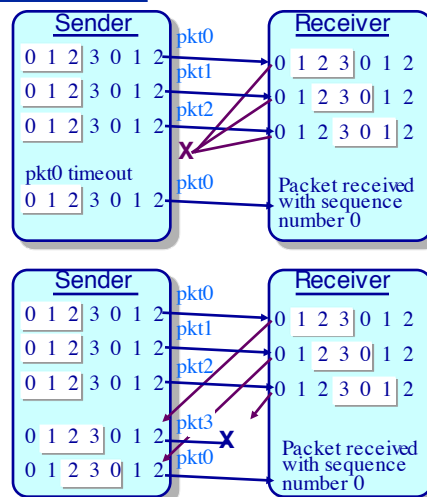 Sender
Receiver
pkt0
0 1 2 3 0 1 2
0 1 2 3 0 1 2
pkt1
0 1 2 3 0 1 2
0 1 2 3 0 1 2
pkt2
0 1 2 3 0 1 2
0 1 2 3 0 1 2
X
pkt0 timeout
pkt0
0 1 2 3 0 1 2
Packet received
with sequence
number 0
Sender
Receiver
pkt0
0 1 2 3 0 1 2
0 1 2 3 0 1 2
pkt1
0 1 2 3 0 1 2
0 1 2 3 0 1 2
pkt2
0 1 2 3 0 1 2
0 1 2 3 0 1 2
pkt3
0 1 2 3 0 1 2
X
pkt0
0 1 2 3 0 1 2
Packet received
with sequence
number 0